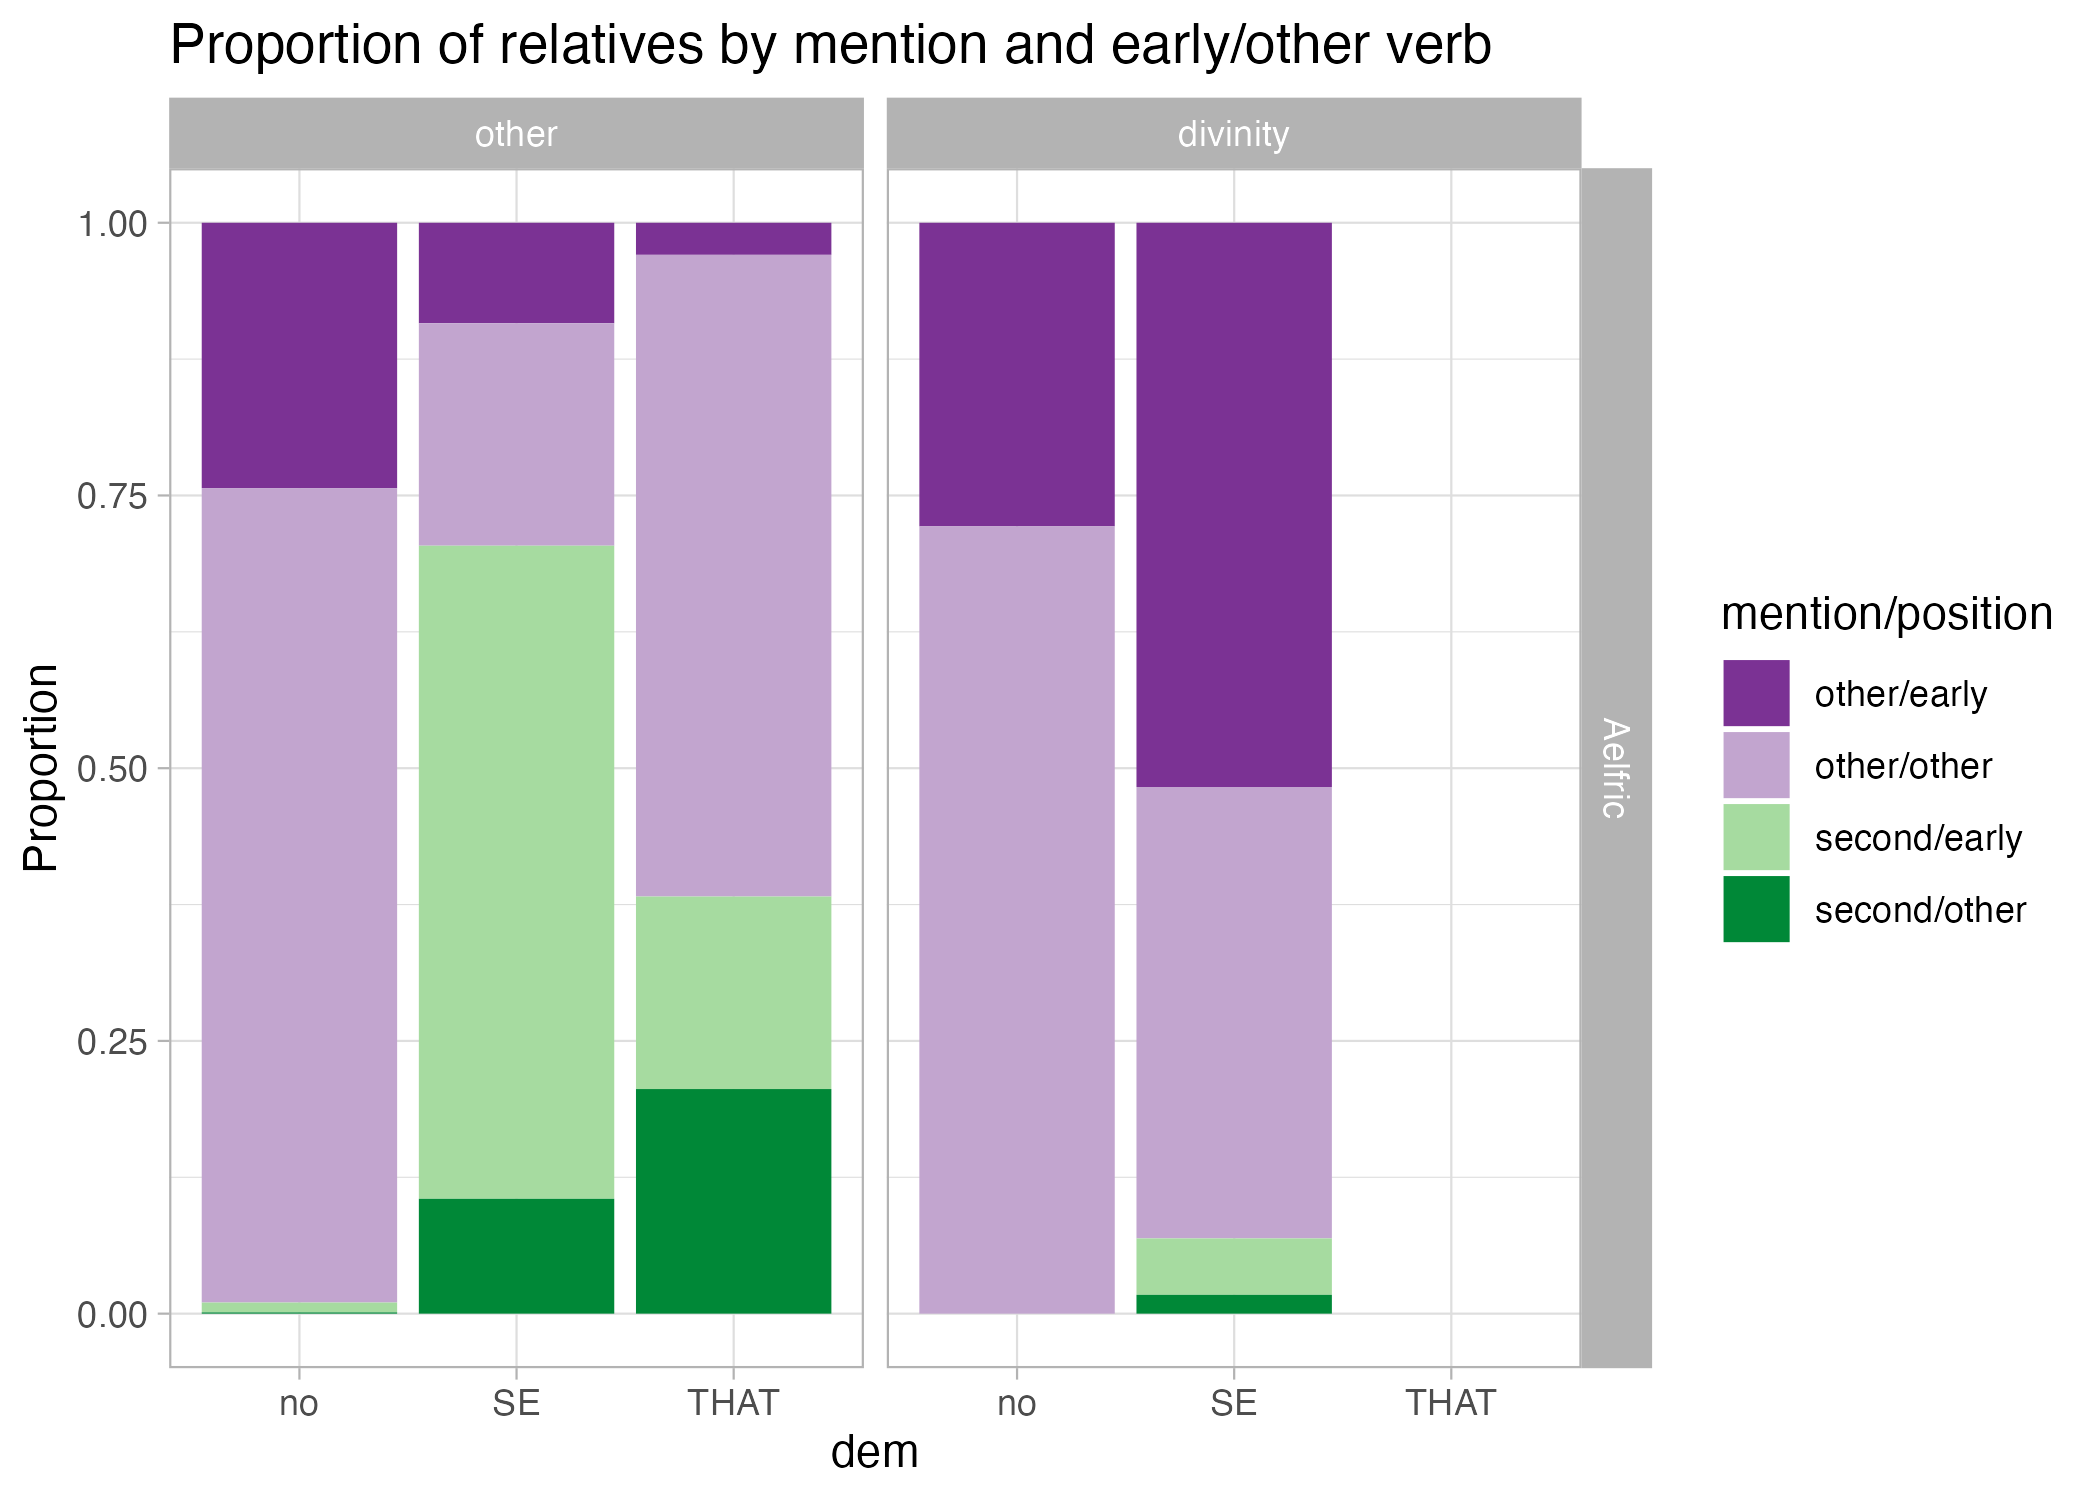 Proportion of relatives by mention and early/other verb
other
divinity
Aelfric
1.00
0.75
0.50
0.25
0.00
Proportion
no SE THAT
no SE THAT
dem
mention/position
other/early
other/other
second/early
second/other